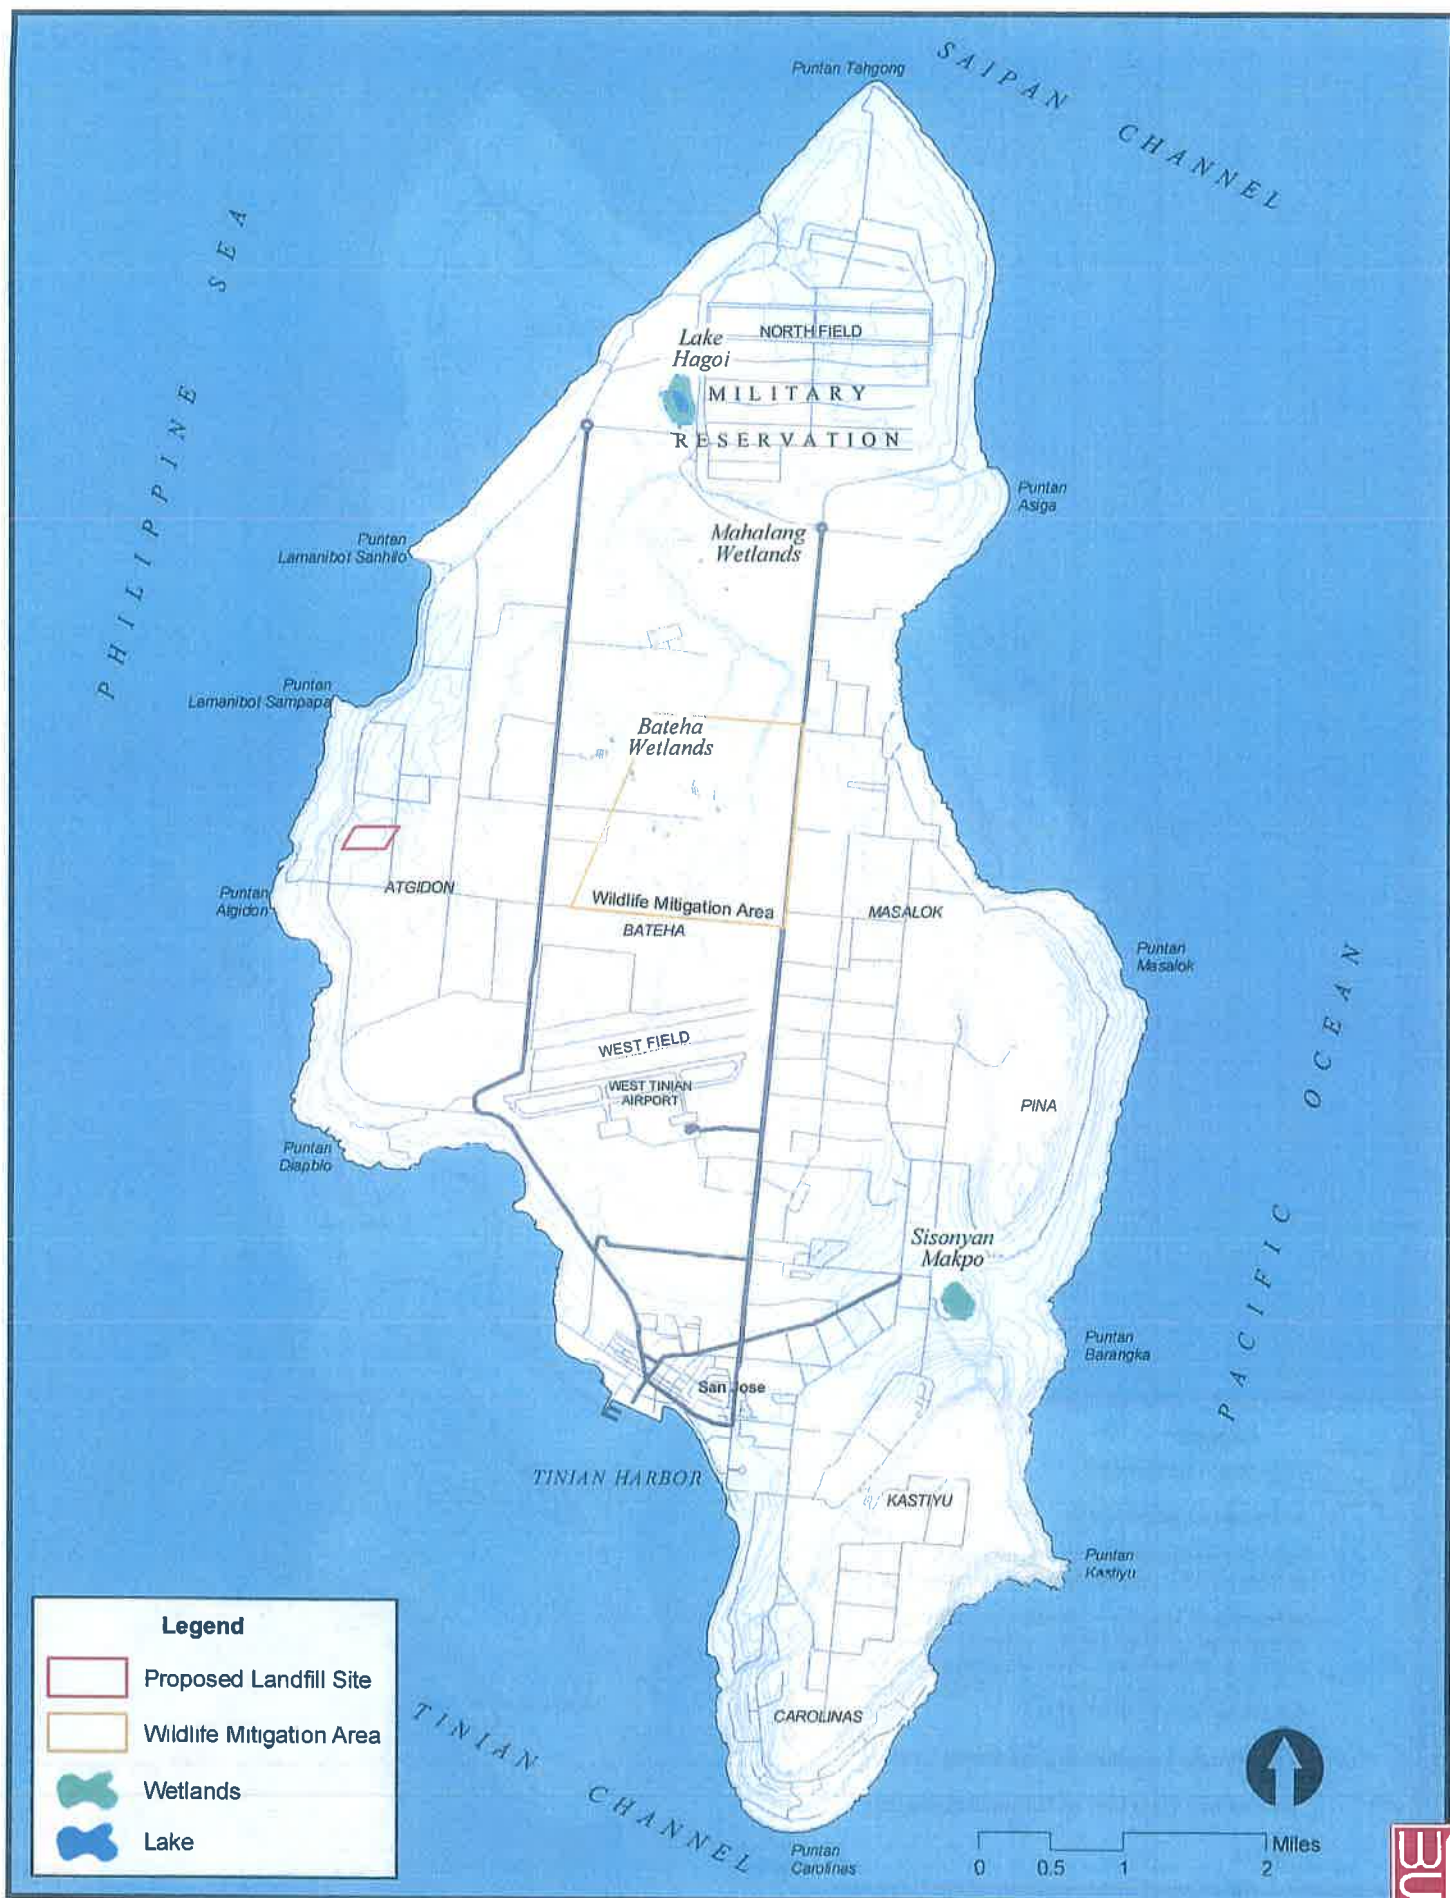 Puntan Tahgong
SAIPAN CHANNEL
PHILIPPINE SEA
NORTH FIELD
Lake
Hagoi
MILITARY
RESERVATION
Puntan
Asiga
Mahalang
Wetlands
Puntan
Lamanibot Sanhilo
Puntan
Lamanibot Sampapa
Bateha
Wetlands
ATGIDON
Puntan
Atgidon
Wildlife Mitigation Area
BATEHA
MASALOK
Puntan
Masalok
PACIFIC OCEAN
WEST FIELD
WEST TINIAN
AIRPORT
PINA
Puntan
Diapblo
Sisonyan
Makpo
Puntan
Barangka
San Jose
TINIAN HARBOR
KASTIYU
Puntan
Kastiyu
CAROLINAS
TINIAN CHANNEL
Puntan
Carolinas
Legend
Proposed Landfill Site
Wildlife Mitigation Area
Wetlands
Lake
Miles
0 0.5 1 2